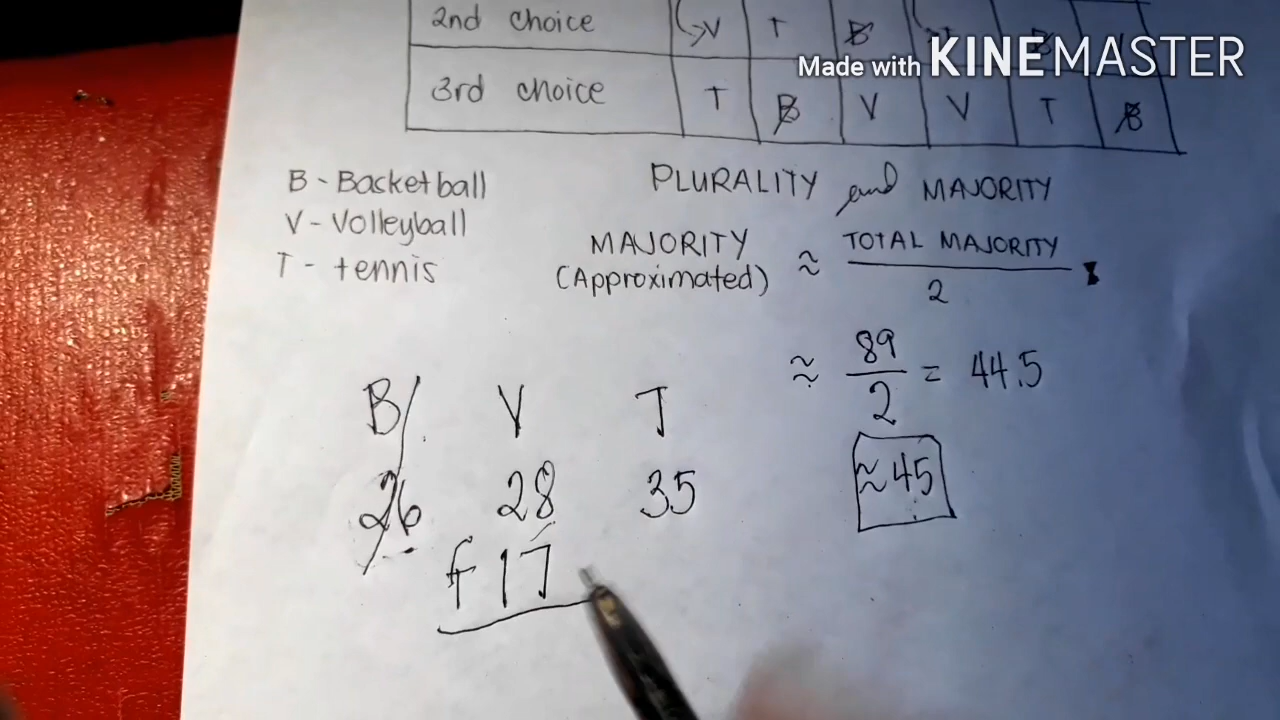 2nd choice V T B B
Made with KINEMASTER
3rd choice T B V V T B
B - Backetball
PLURALITY and MAJORITY
V - Volleyball
MAJORITY (Approximated) ≈ TOTAL MAJORITY / 2
T - tennis
≈ 89 / 2 = 44.5
B V T
26 28 35
≈ 45
+ 17